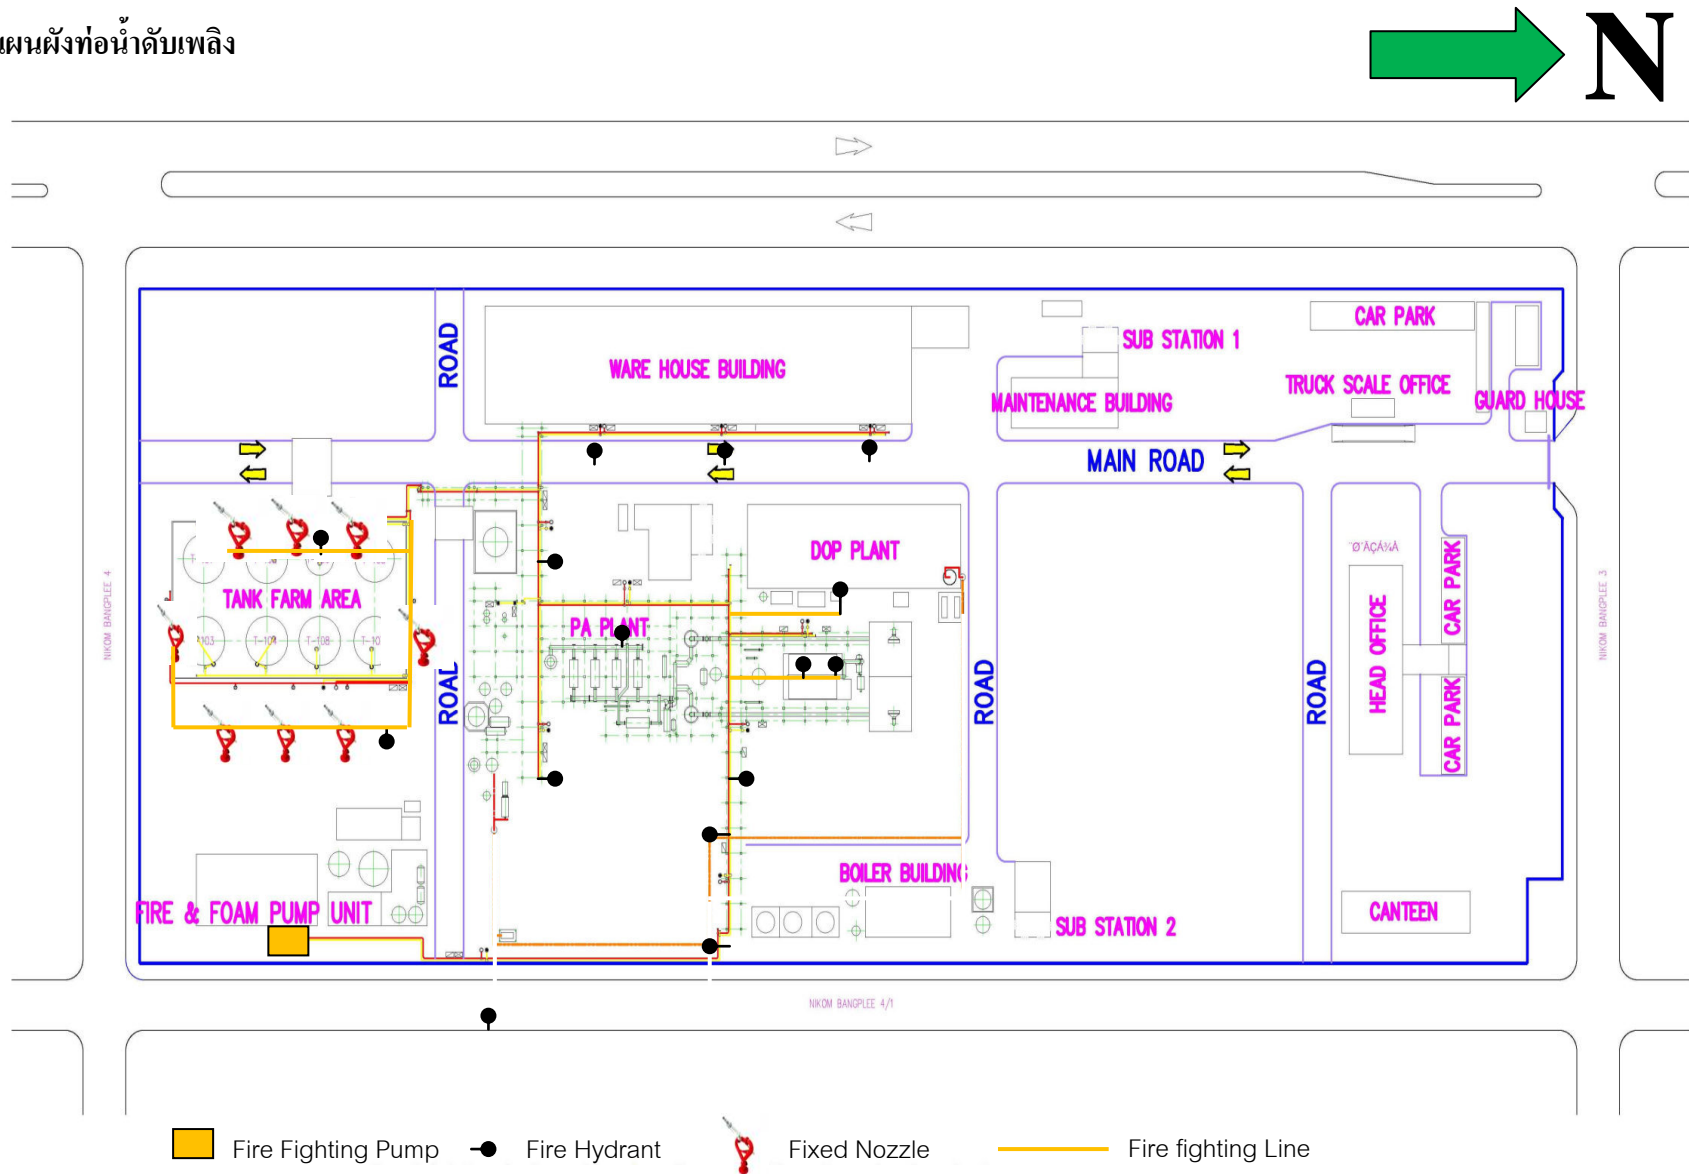 แผนผังท่อน้ำดับเพลิง
N
ROAD
WARE HOUSE BUILDING
SUB STATION 1
MAINTENANCE BUILDING
CAR PARK
TRUCK SCALE OFFICE
GUARD HOUSE
MAIN ROAD
NIKOM BANGPLEE 4
TANK FARM AREA
T-104
T-108
PA PLANT
DOP PLANT
ROAD
ROAD
ROAD
HEAD OFFICE
CAR PARK
CAR PARK
NIKOM BANGPLEE 3
FIRE & FOAM PUMP UNIT
BOILER BUILDING
SUB STATION 2
CANTEEN
NIKOM BANGPLEE 4/1
Fire Fighting Pump
Fire Hydrant
Fixed Nozzle
Fire fighting Line